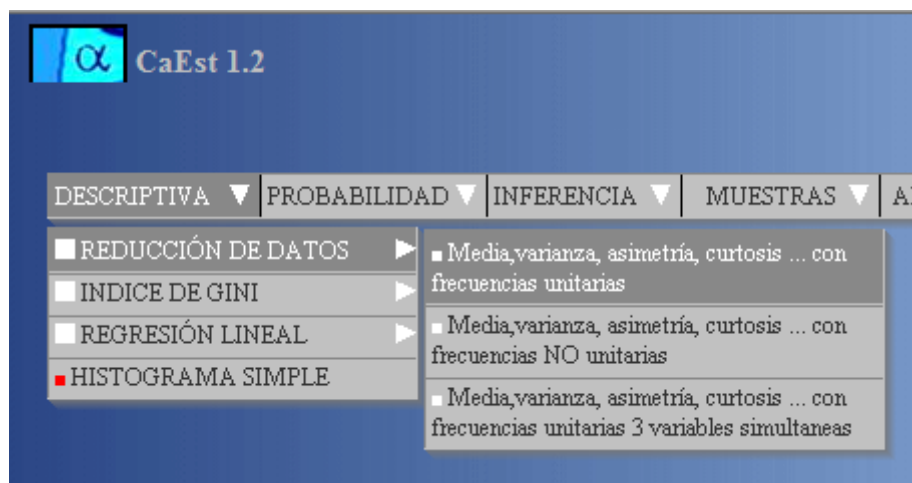 α CaEst 1.2
DESCRIPTIVA PROBABILIDAD INFERENCIA MUESTRAS
REDUCCIÓN DE DATOS
INDICE DE GINI
REGRESIÓN LINEAL
HISTOGRAMA SIMPLE
Media,varianza, asimetría, curtosis ... con
frecuencias unitarias
Media,varianza, asimetría, curtosis ... con
frecuencias NO unitarias
Media,varianza, asimetría, curtosis ... con
frecuencias unitarias 3 variables simultaneas